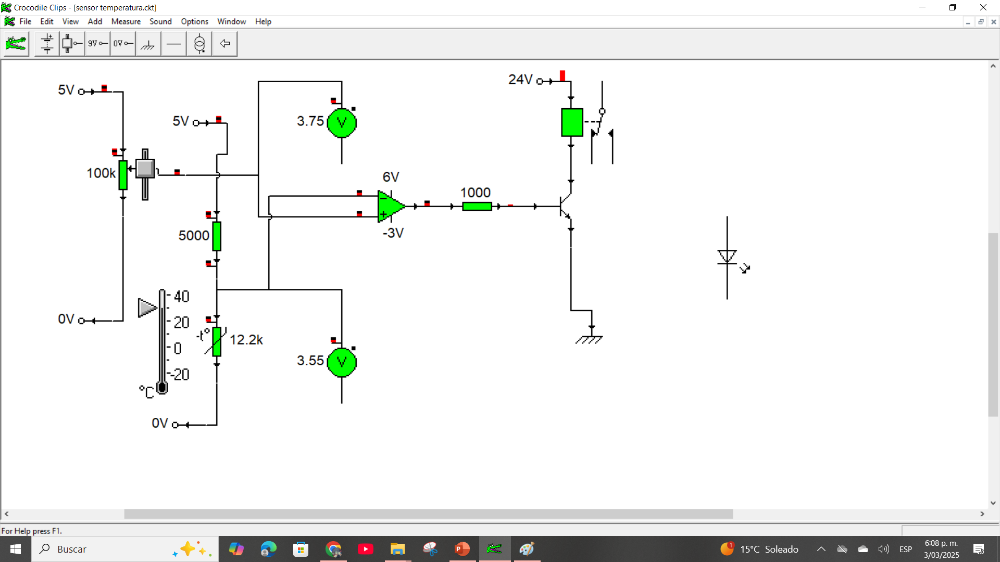 Crocodile Clips - [sensor temperatura.ckt]
File Edit View Add Measure Sound Options Window Help
9V 0V
24V
5V
5V
3.75 V
100k
6V
1000
5000
-3V
40
20
0
-20
°C
0V
-t°
12.2k
3.55 V
0V
For Help press F1.
Buscar
P
1
15°C Soleado
ESP
6:08 p. m.
3/03/2025